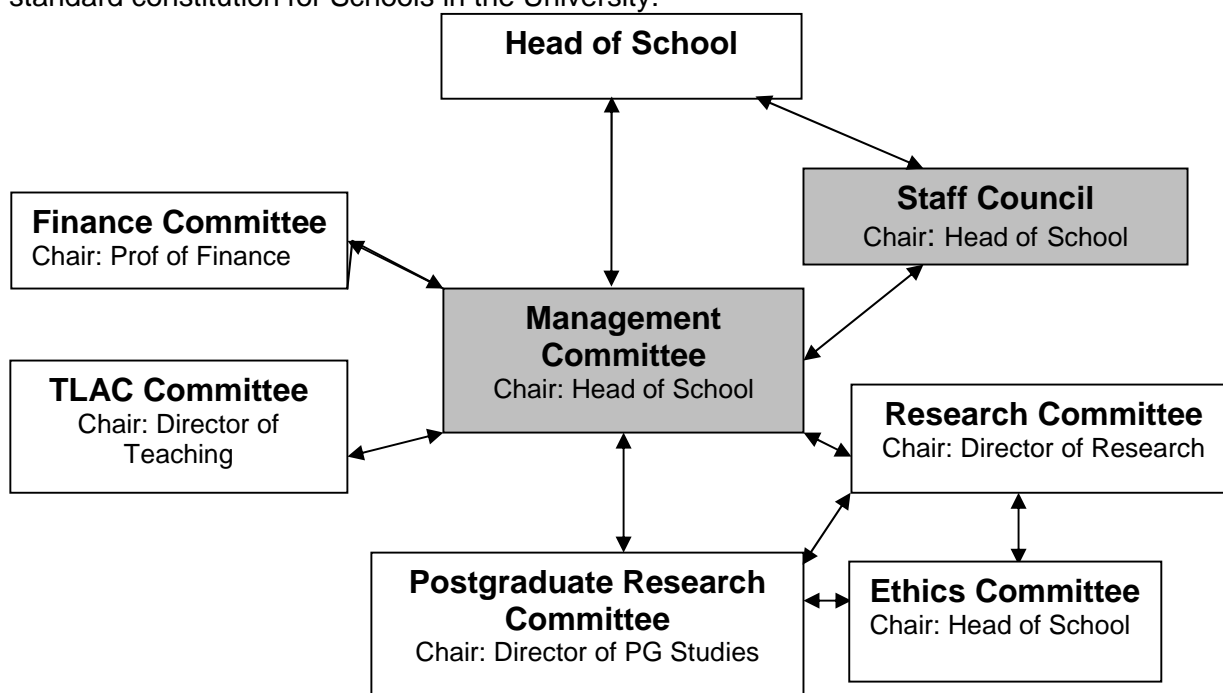 standard constitution for Schools in the University.
Head of School
Staff Council
Chair: Head of School
Finance Committee
Chair: Prof of Finance
Management
Committee
Chair: Head of School
TLAC Committee
Chair: Director of
Teaching
Research Committee
Chair: Director of Research
Postgraduate Research
Committee
Chair: Director of PG Studies
Ethics Committee
Chair: Head of School